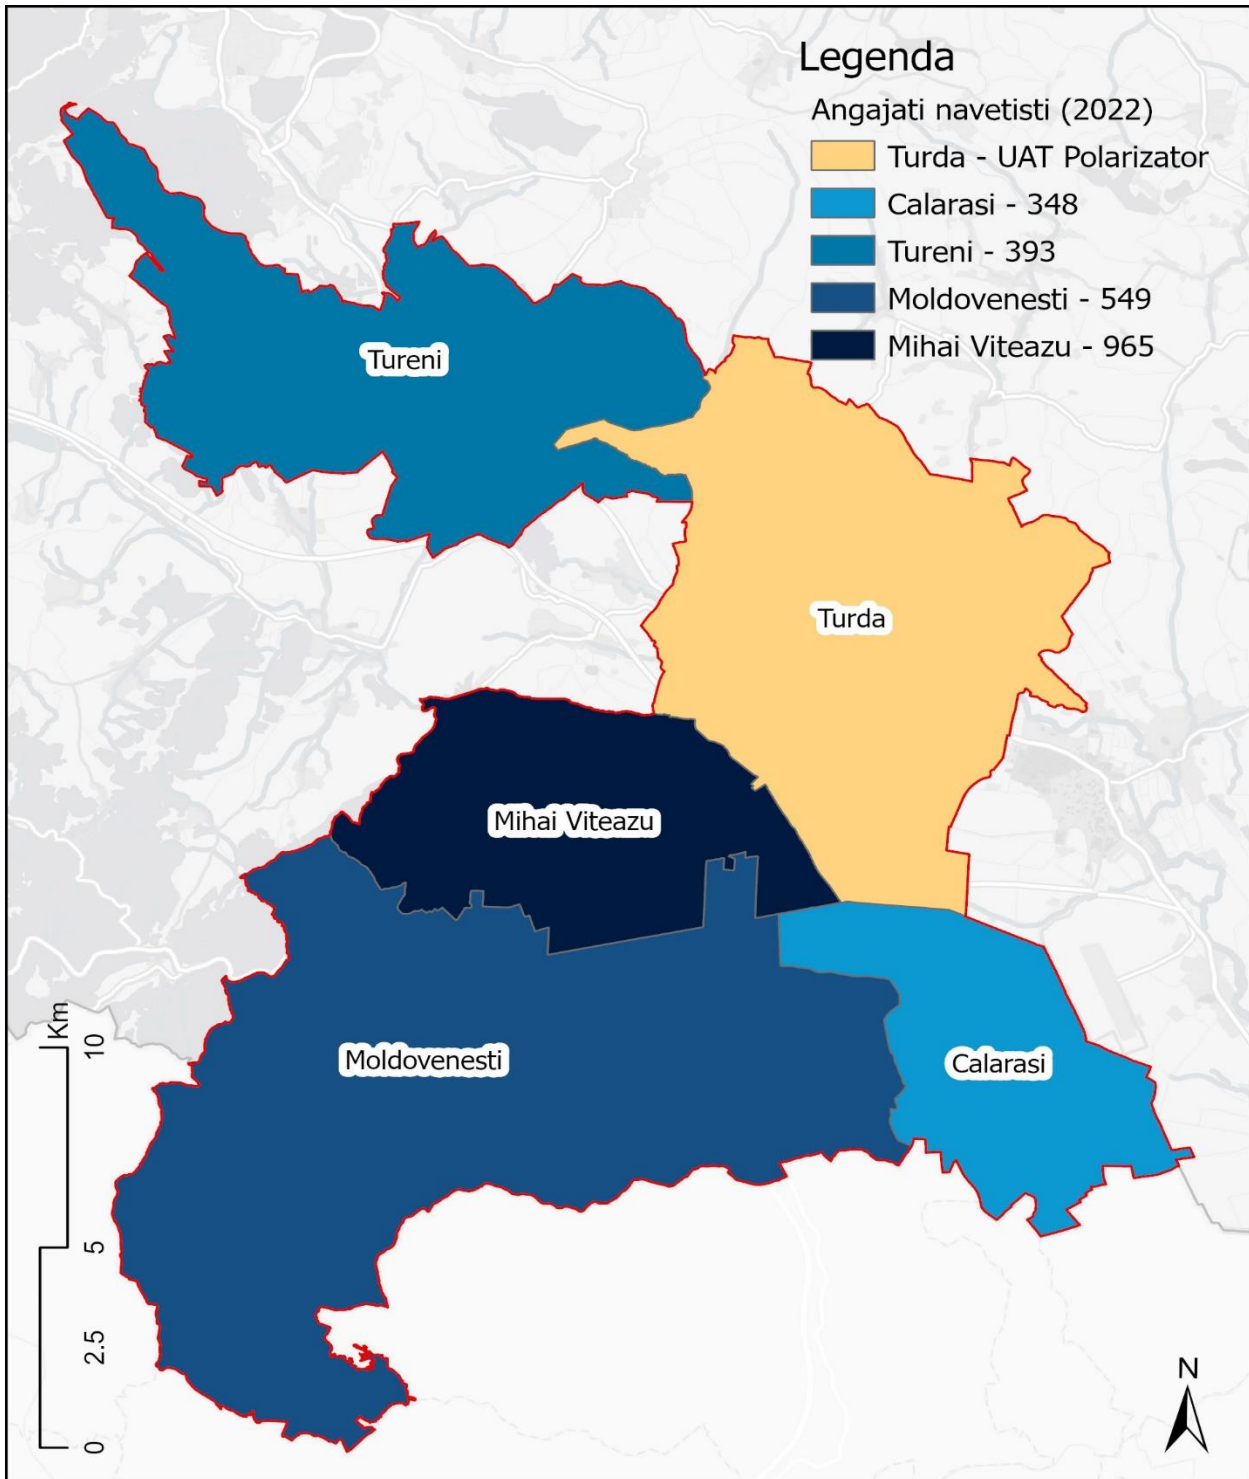 Legenda
Angajati navetisti (2022)
Turda - UAT Polarizator
Calarasi - 348
Tureni - 393
Moldovenesti - 549
Mihai Viteazu - 965
Tureni
Turda
Mihai Viteazu
Moldovenesti
Calarasi
Km
10
5
2.5
0
N